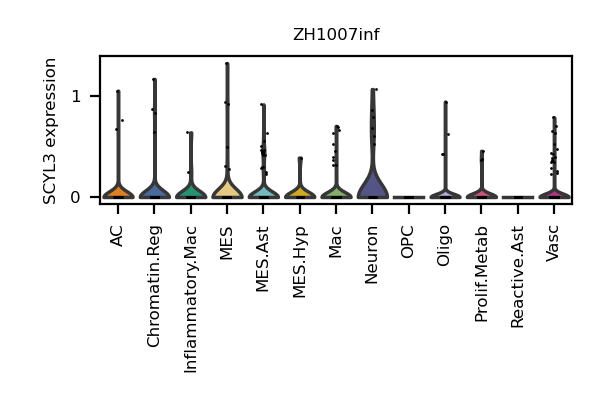 ZH1007inf
SCYL3 expression
1
0
AC
Chromatin.Reg
Inflammatory.Mac
MES
MES.Ast
MES.Hyp
Mac
Neuron
OPC
Oligo
Prolif.Metab
Reactive.Ast
Vasc